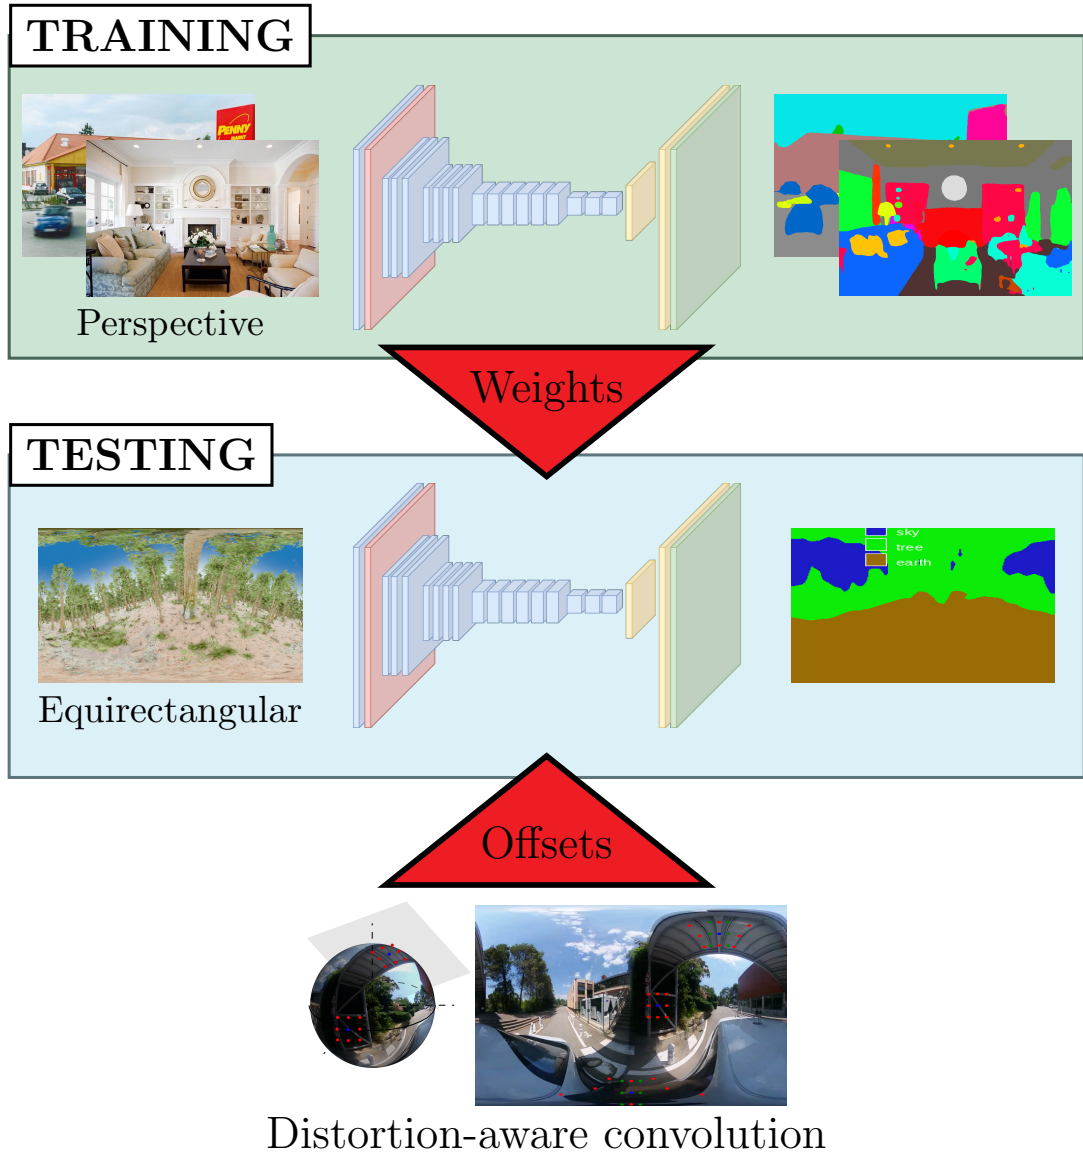 TRAINING
PENNY
Perspective
Weights
TESTING
sky
tree
earth
Equirectangular
Offsets
Distortion-aware convolution